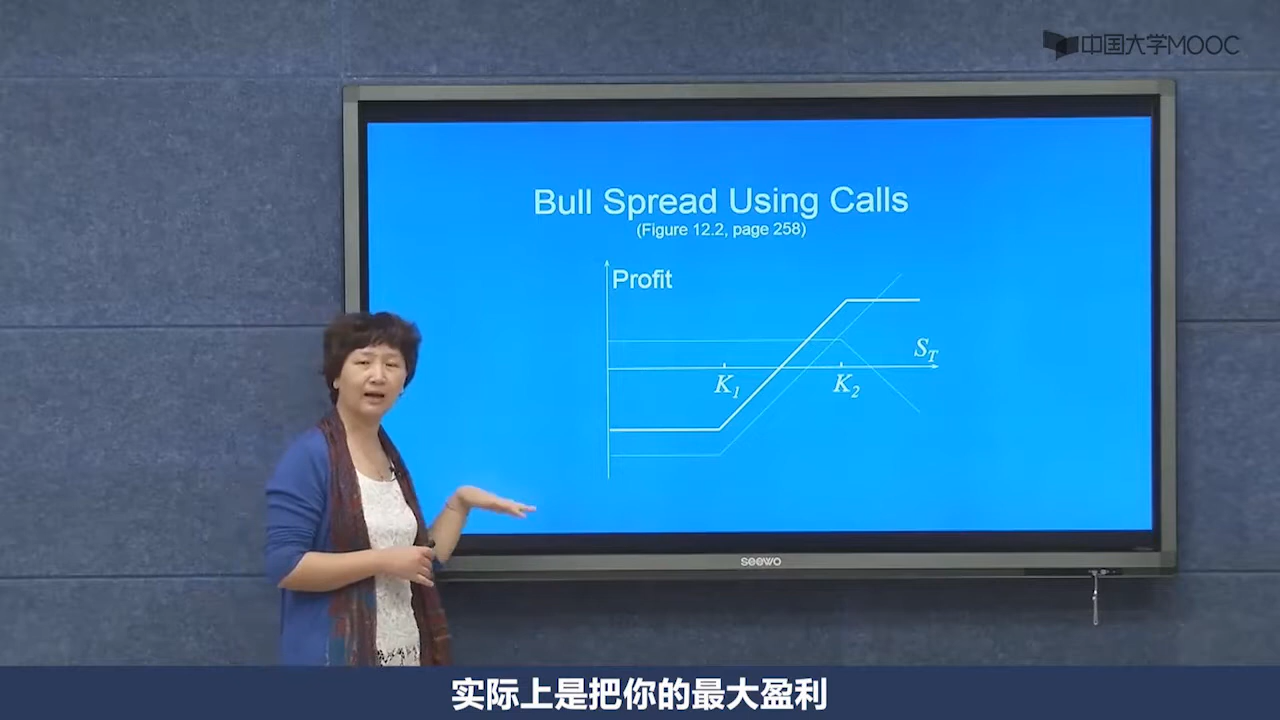 中国大学MOOC
Bull Spread Using Calls
(Figure 12.2, page 258)
Profit
S_T
K_1
K_2
seewo
实际上是把你的最大盈利